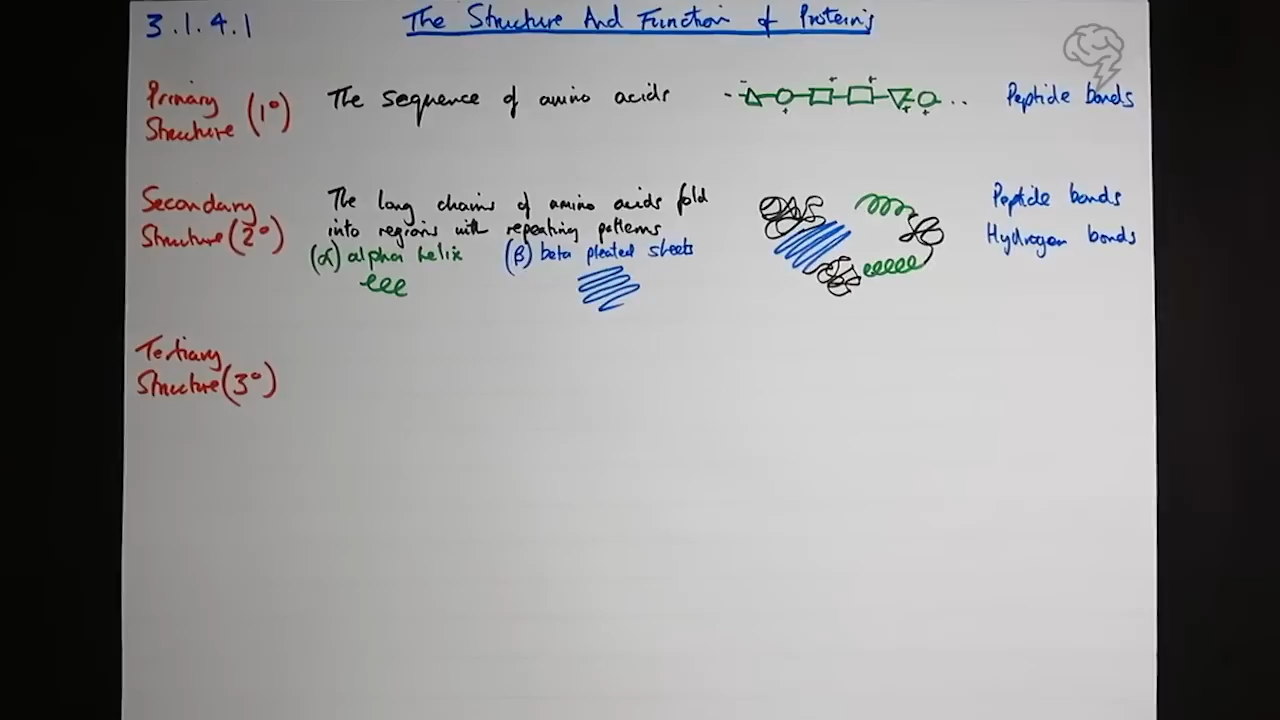 3.1.4.1 The Structure And Function of Proteins
Primary Structure (1°)
The sequence of amino acids
Peptide bonds
Secondary Structure (2°)
The long chains of amino acids fold
into regions with repeating patterns
(α) alpha helix (β) beta pleated sheets
Peptide bonds
Hydrogen bonds
Tertiary
Structure (3°)